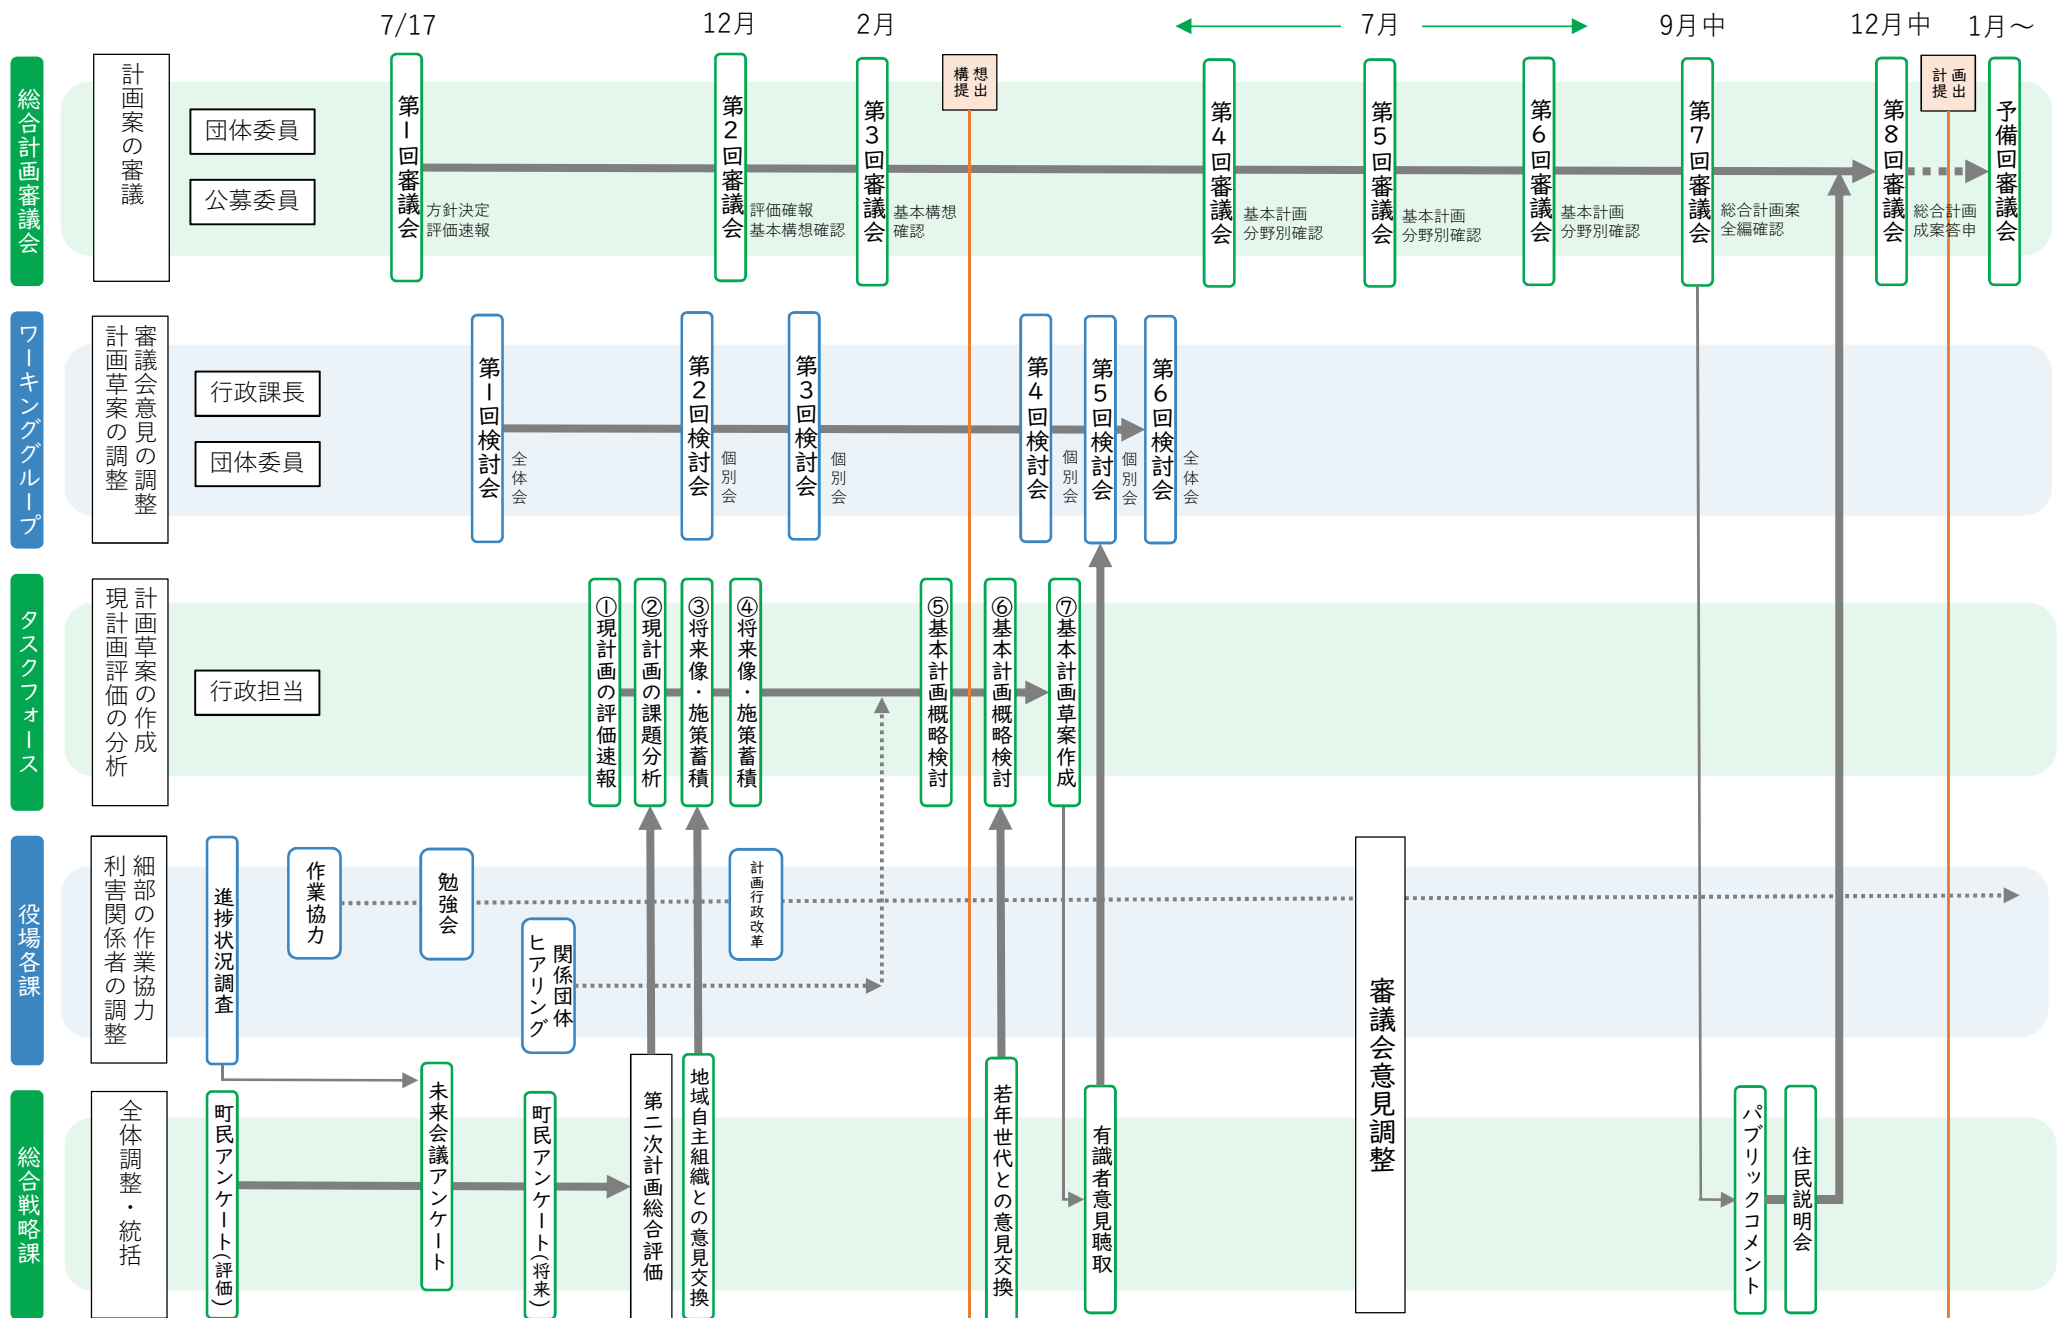 7/17
12月
2月
7月
9月中
12月中
1月～
総合計画審議会
計画案の審議
団体委員
公募委員
第1回審議会
方針決定
評価速報
第2回審議会
評価確報
基本構想確認
第3回審議会
基本構想
確認
構想
提出
第4回審議会
基本計画
分野別確認
第5回審議会
基本計画
分野別確認
第6回審議会
基本計画
分野別確認
第7回審議会
総合計画案
全編確認
第8回審議会
総合計画
成案答申
計画
提出
予備回審議会
ワーキンググループ
審議会意見の調整
計画草案の調整
行政課長
団体委員
第1回検討会
全体会
第2回検討会
個別会
第3回検討会
個別会
第4回検討会
個別会
第5回検討会
個別会
第6回検討会
全体会
タスクフォース
計画草案の作成
現計画評価の分析
行政担当
①現計画の評価速報
②現計画の課題分析
③将来像・施策蓄積
④将来像・施策蓄積
⑤基本計画概略検討
⑥基本計画概略検討
⑦基本計画草案作成
役場各課
細部の作業協力
利害関係者の調整
進捗状況調査
作業協力
勉強会
関係団体
ヒアリング
計画行政改革
審議会意見調整
総合戦略課
全体調整・統括
町民アンケート(評価)
未来会議アンケート
町民アンケート(将来)
第二次計画総合評価
地域自主組織との意見交換
若年世代との意見交換
有識者意見聴取
パブリックコメント
住民説明会